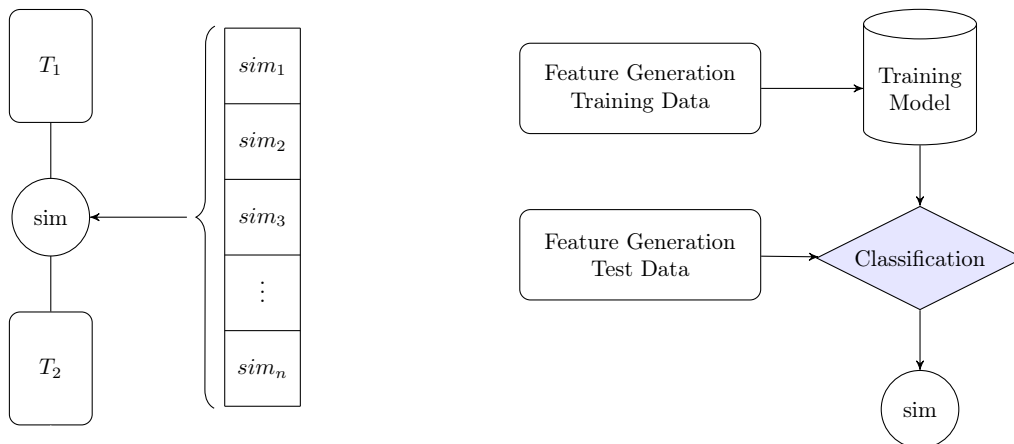 T₁
sim
T₂
sim₁
sim₂
sim₃
⋮
simₙ
Feature Generation
Training Data
Training
Model
Feature Generation
Test Data
Classification
sim